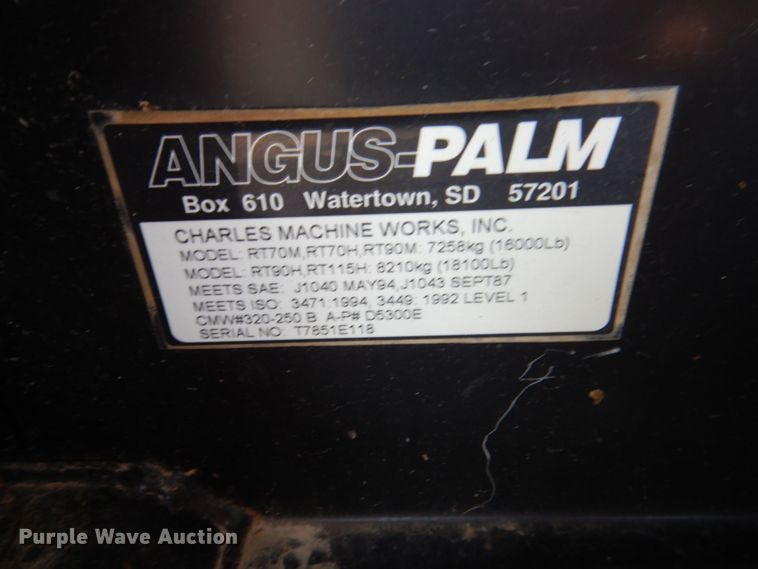 ANGUS-PALM
Box 610 Watertown, SD 57201
CHARLES MACHINE WORKS, INC.
MODEL: RT70M,RT70H,RT90M: 7258kg (16000Lb)
MODEL: RT90H,RT115H: 8210kg (18100Lb)
MEETS SAE: J1040 MAY94,J1043 SEPT87
MEETS ISO: 3471:1994, 3449: 1992 LEVEL 1
CMW#320-250 B A-P# D5300E
SERIAL NO: T7851E118
Purple Wave Auction